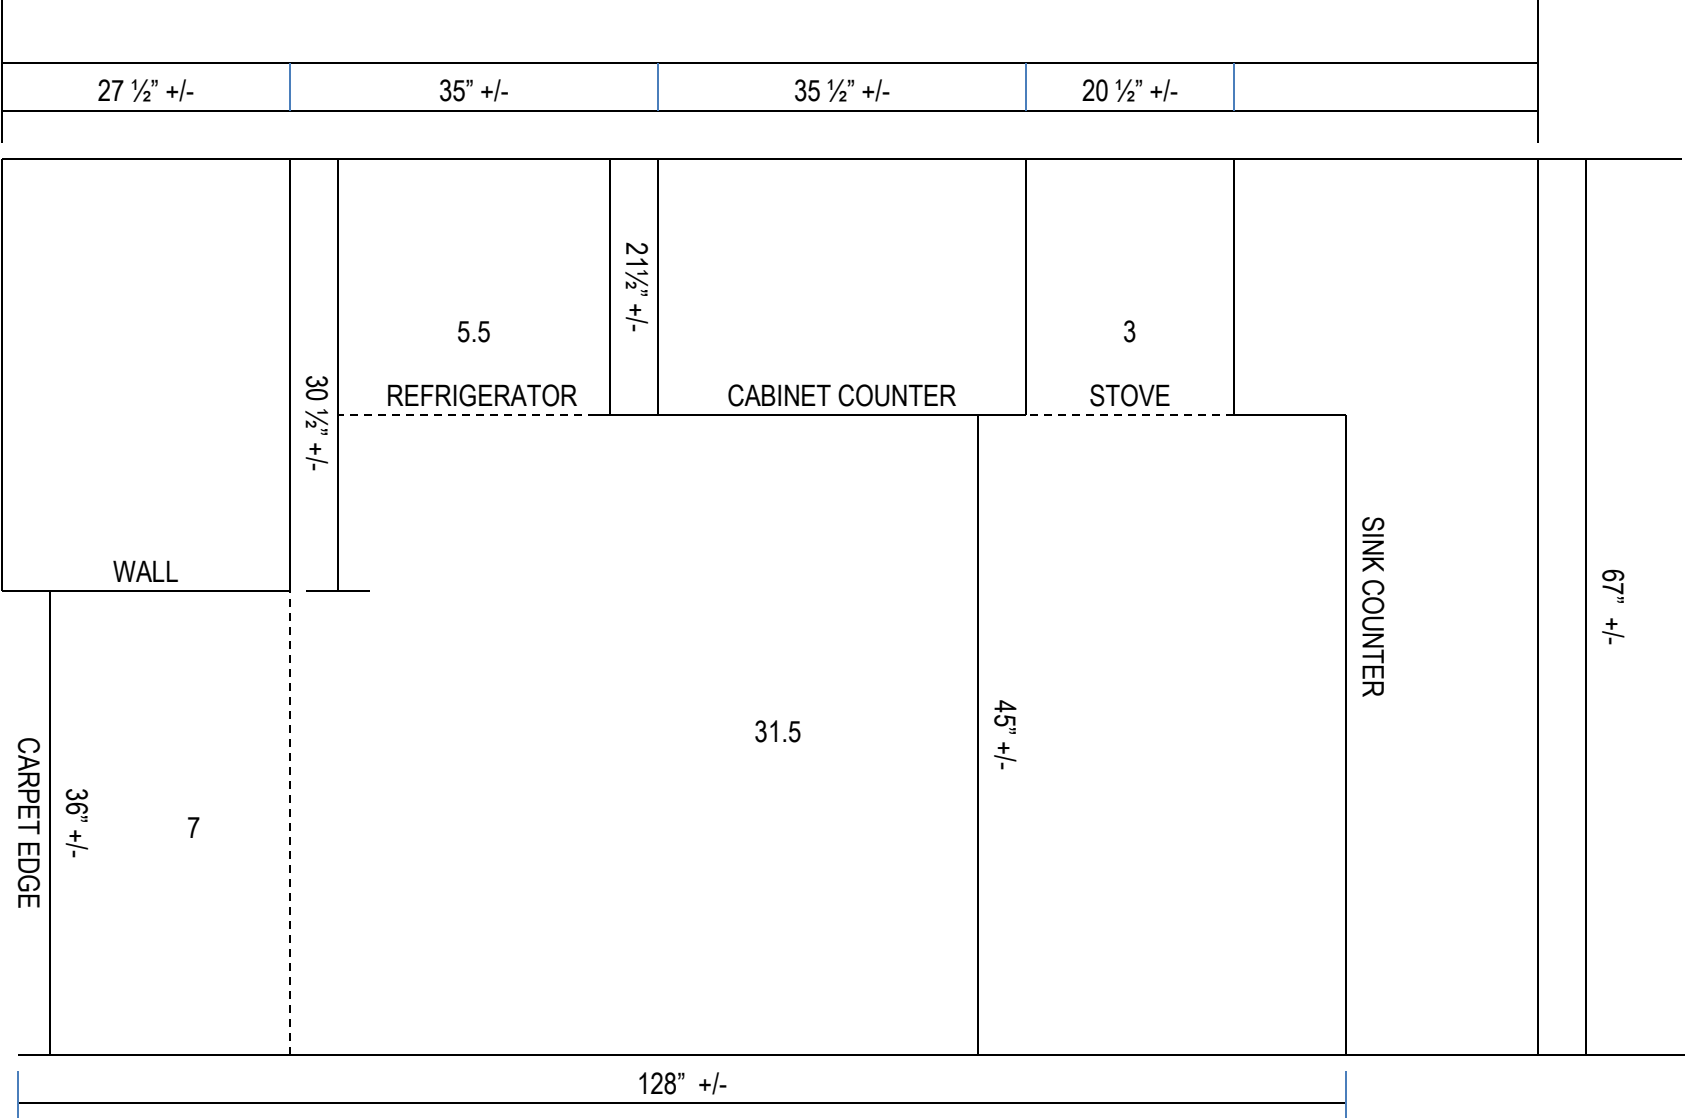 27 ½” +/-
35” +/-
35 ½” +/-
20 ½” +/-
21½” +/-
5.5
3
30 ½” +/-
REFRIGERATOR
CABINET COUNTER
STOVE
WALL
SINK COUNTER
67” +/-
45” +/-
31.5
CARPET EDGE
36” +/-
7
128” +/-